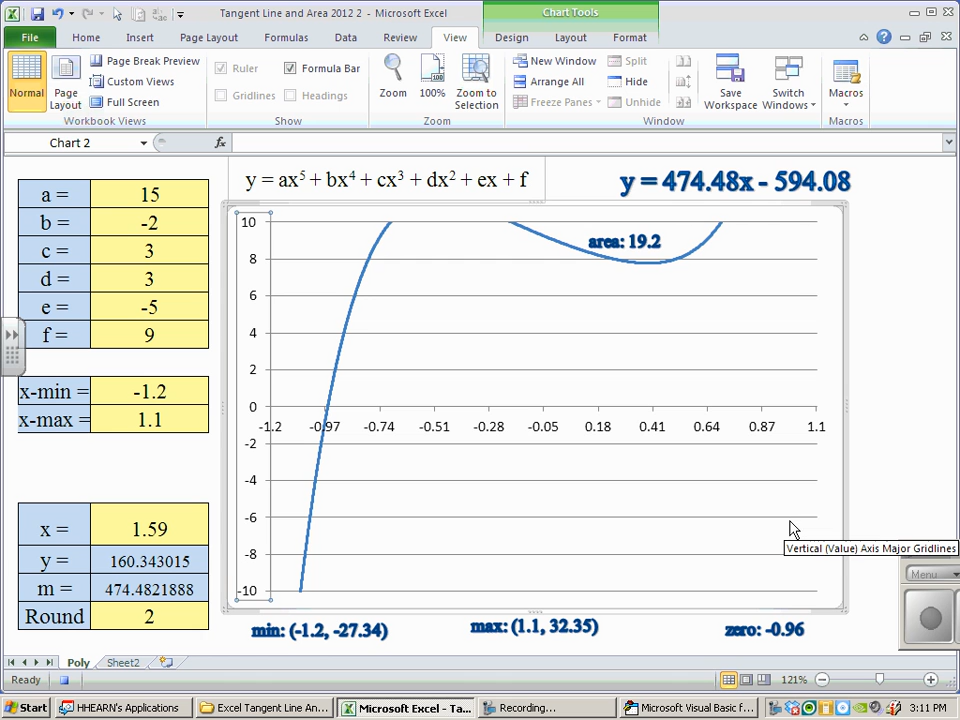 Tangent Line and Area 2012 2 - Microsoft Excel
Chart Tools
File Home Insert Page Layout Formulas Data Review View Design Layout Format
Normal
Page Layout
Page Break Preview
Custom Views
Full Screen
Workbook Views
Ruler
Formula Bar
Gridlines
Headings
Show
Zoom
100%
Zoom to Selection
Zoom
New Window
Arrange All
Freeze Panes
Split
Hide
Unhide
Save Workspace
Switch Windows
Window
Macros
Macros
Chart 2
fx
y = ax⁵ + bx⁴ + cx³ + dx² + ex + f
y = 474.48x - 594.08
a = 15
b = -2
c = 3
d = 3
e = -5
f = 9
x-min = -1.2
x-max = 1.1
x = 1.59
y = 160.343015
m = 474.4821888
Round 2
10
8
6
4
2
0
-2
-4
-6
-8
-10
-1.2 -0.97 -0.74 -0.51 -0.28 -0.05 0.18 0.41 0.64 0.87 1.1
area: 19.2
Vertical (Value) Axis Major Gridlines
Menu
min: (-1.2, -27.34)
max: (1.1, 32.35)
zero: -0.96
Poly Sheet2
Ready
121%
Start
HHEARN's Applications
Excel Tangent Line An...
Microsoft Excel - Ta...
Recording...
Microsoft Visual Basic f...
3:11 PM